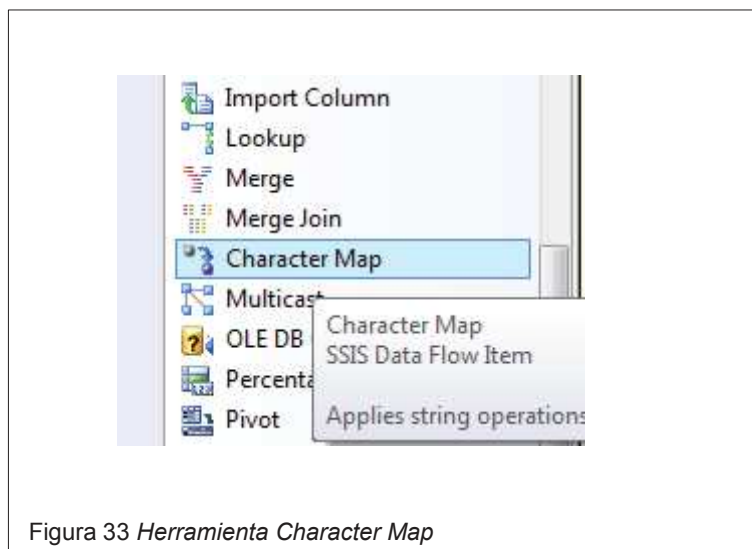 Import Column
Lookup
Merge
Merge Join
Character Map
Multicast
OLE DB
Percenta
Pivot
Character Map
SSIS Data Flow Item
Applies string operations
Figura 33 Herramienta Character Map